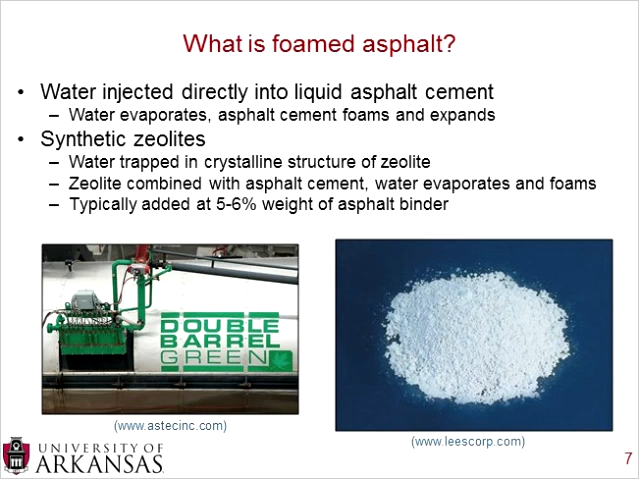 What is foamed asphalt?
• Water injected directly into liquid asphalt cement
– Water evaporates, asphalt cement foams and expands
• Synthetic zeolites
– Water trapped in crystalline structure of zeolite
– Zeolite combined with asphalt cement, water evaporates and foams
– Typically added at 5-6% weight of asphalt binder
DOUBLE
BARREL
GREEN
(www.astecinc.com)
(www.leescorp.com)
UNIVERSITY OF
ARKANSAS
7